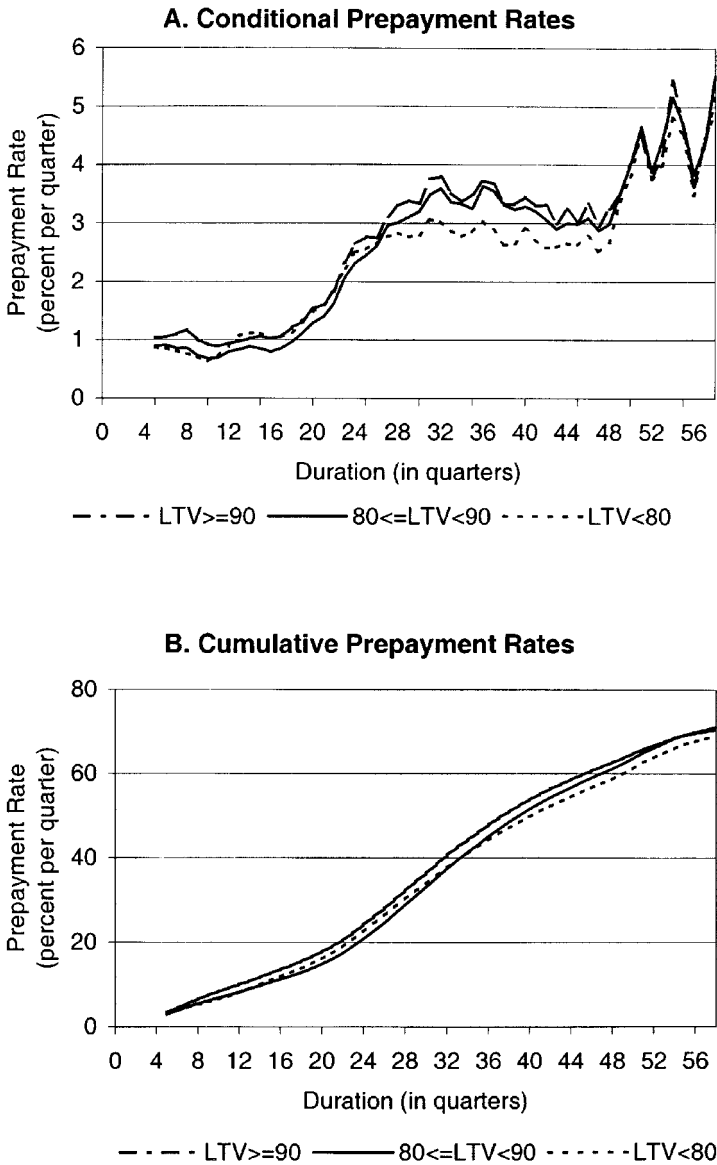 A. Conditional Prepayment Rates
Prepayment Rate
(percent per quarter)
6
5
4
3
2
1
0
0 4 8 12 16 20 24 28 32 36 40 44 48 52 56
Duration (in quarters)
LTV>=90 80<=LTV<90 LTV<80
B. Cumulative Prepayment Rates
Prepayment Rate
(percent per quarter)
80
60
40
20
0
0 4 8 12 16 20 24 28 32 36 40 44 48 52 56
Duration (in quarters)
LTV>=90 80<=LTV<90 LTV<80